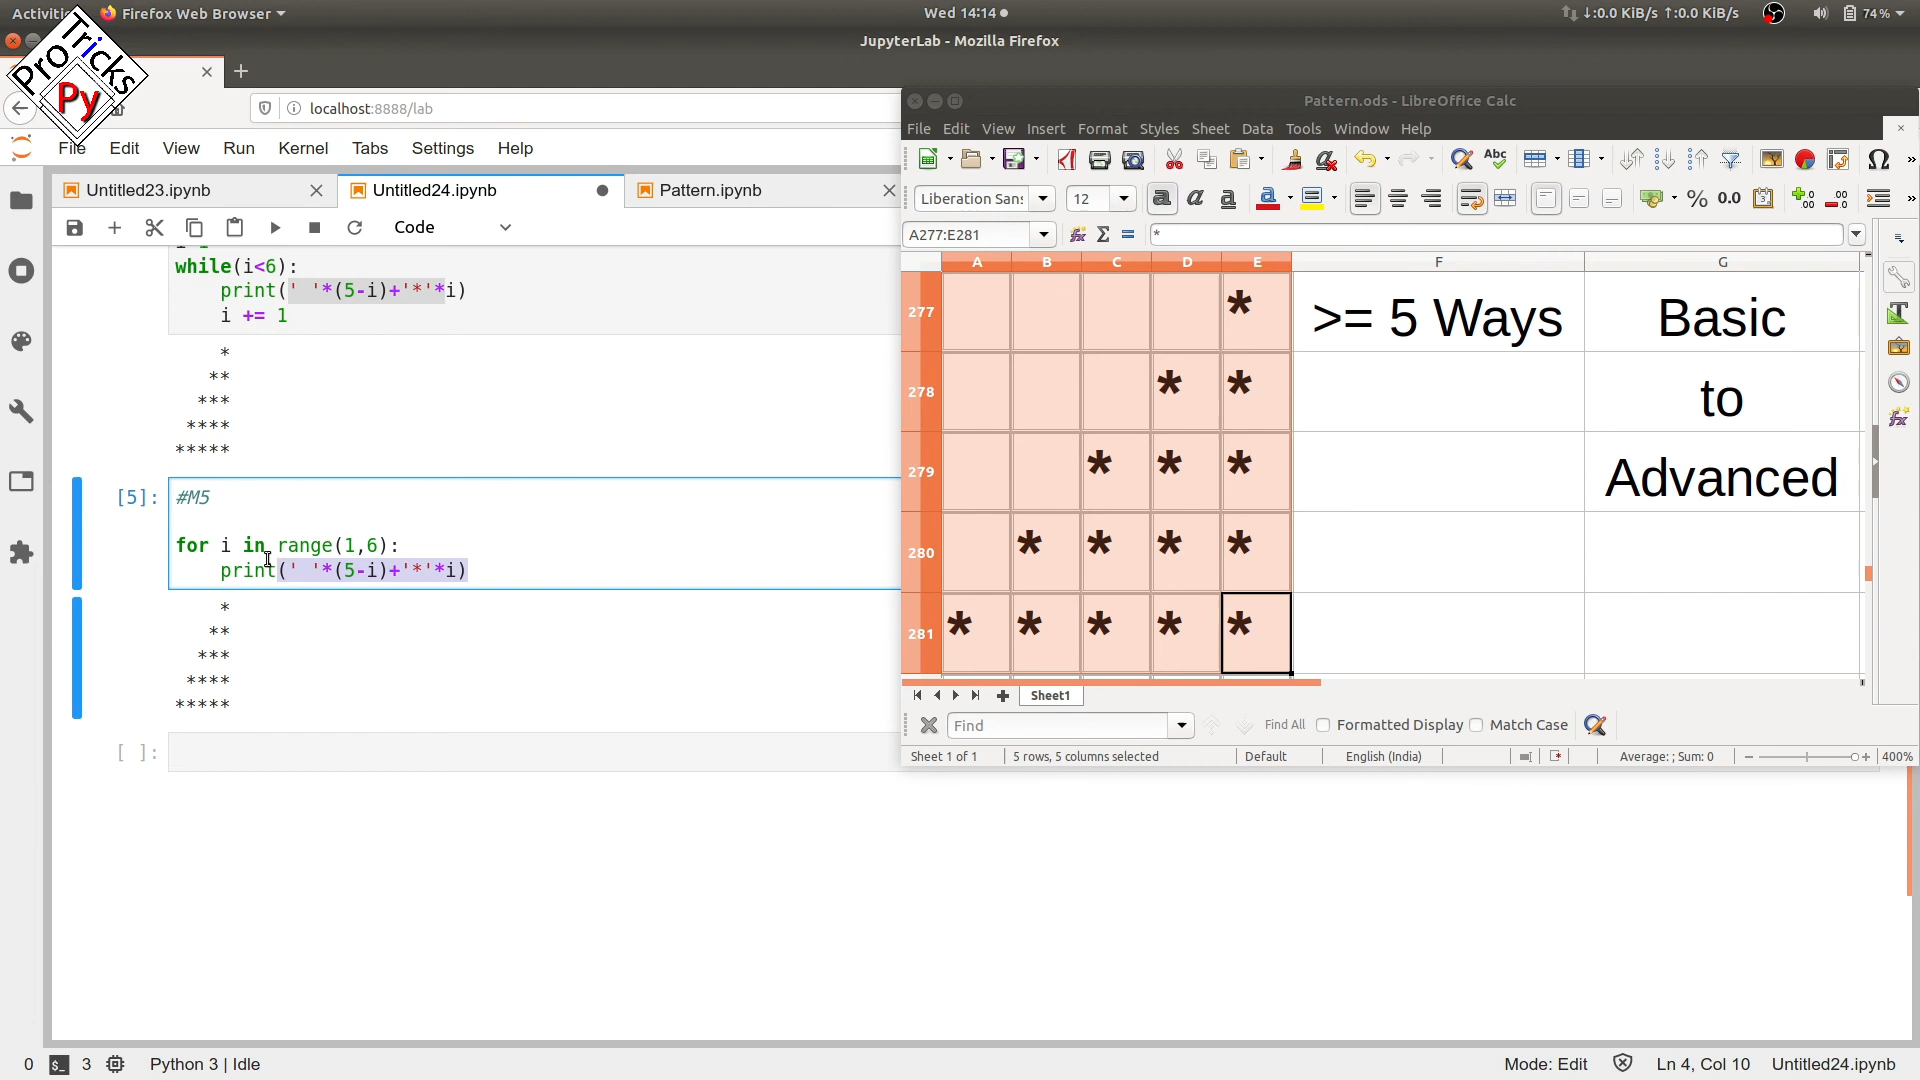 Activities Firefox Web Browser Wed 14:14 ↓:0.0 KiB/s ↑:0.0 KiB/s 74%
JupyterLab - Mozilla Firefox
ProTricks
Py
localhost:8888/lab
File Edit View Run Kernel Tabs Settings Help
Untitled23.ipynb Untitled24.ipynb Pattern.ipynb
Code
while(i<6):
    print(' '*(5-i)+'*'*i)
    i += 1
    *
   **
  ***
 ****
*****
[5]: #M5
for i in range(1,6):
    print(' '*(5-i)+'*'*i)
    *
   **
  ***
 ****
*****
[ ]:
Pattern.ods - LibreOffice Calc
File Edit View Insert Format Styles Sheet Data Tools Window Help
Liberation Sans 12
A277:E281 *
A B C D E F G
277 * >= 5 Ways Basic
278 * * to
279 * * * Advanced
280 * * * *
281 * * * * *
Sheet1
Find Find All Formatted Display Match Case
Sheet 1 of 1 5 rows, 5 columns selected Default English (India) Average: ; Sum: 0 400%
0 3 Python 3 | Idle Mode: Edit Ln 4, Col 10 Untitled24.ipynb